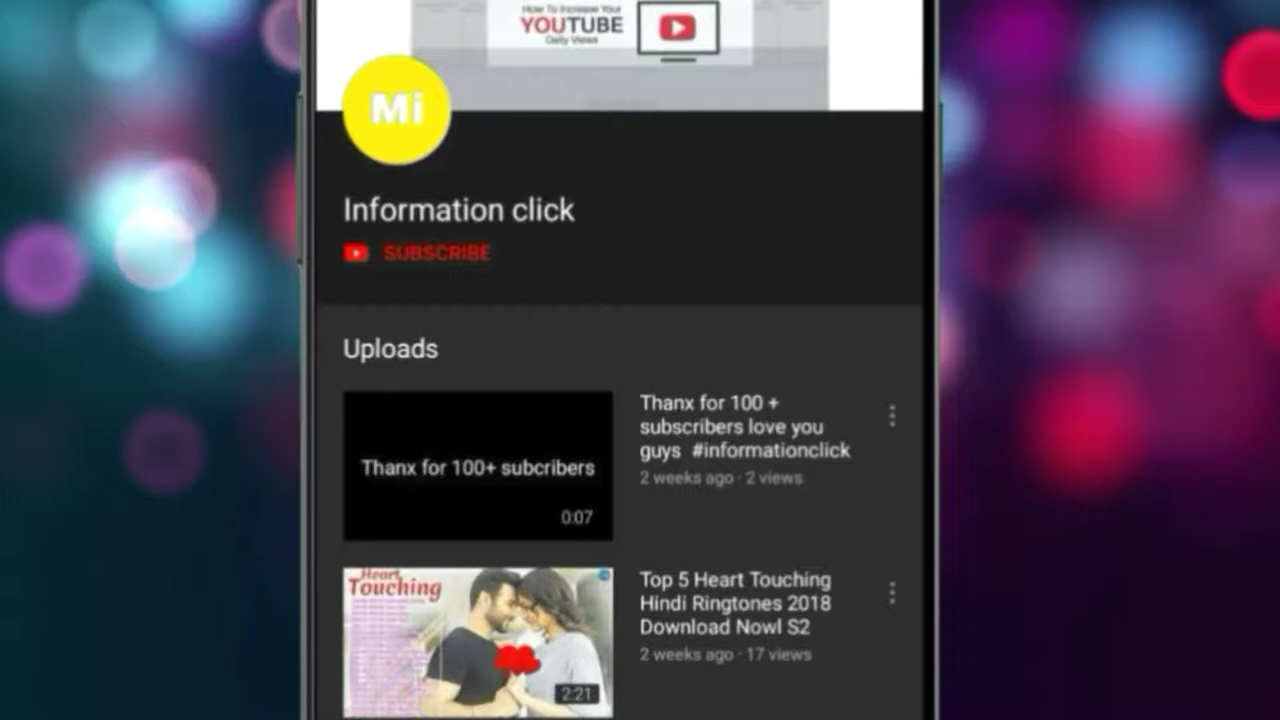 How To Increase Your
YOUTUBE
Daily Views
Mi
Information click
SUBSCRIBE
Uploads
Thanx for 100+ subcribers
0:07
Thanx for 100 +
subscribers love you
guys #informationclick
2 weeks ago · 2 views
Heart
Touching
2:21
Top 5 Heart Touching
Hindi Ringtones 2018
Download Nowl S2
2 weeks ago · 17 views